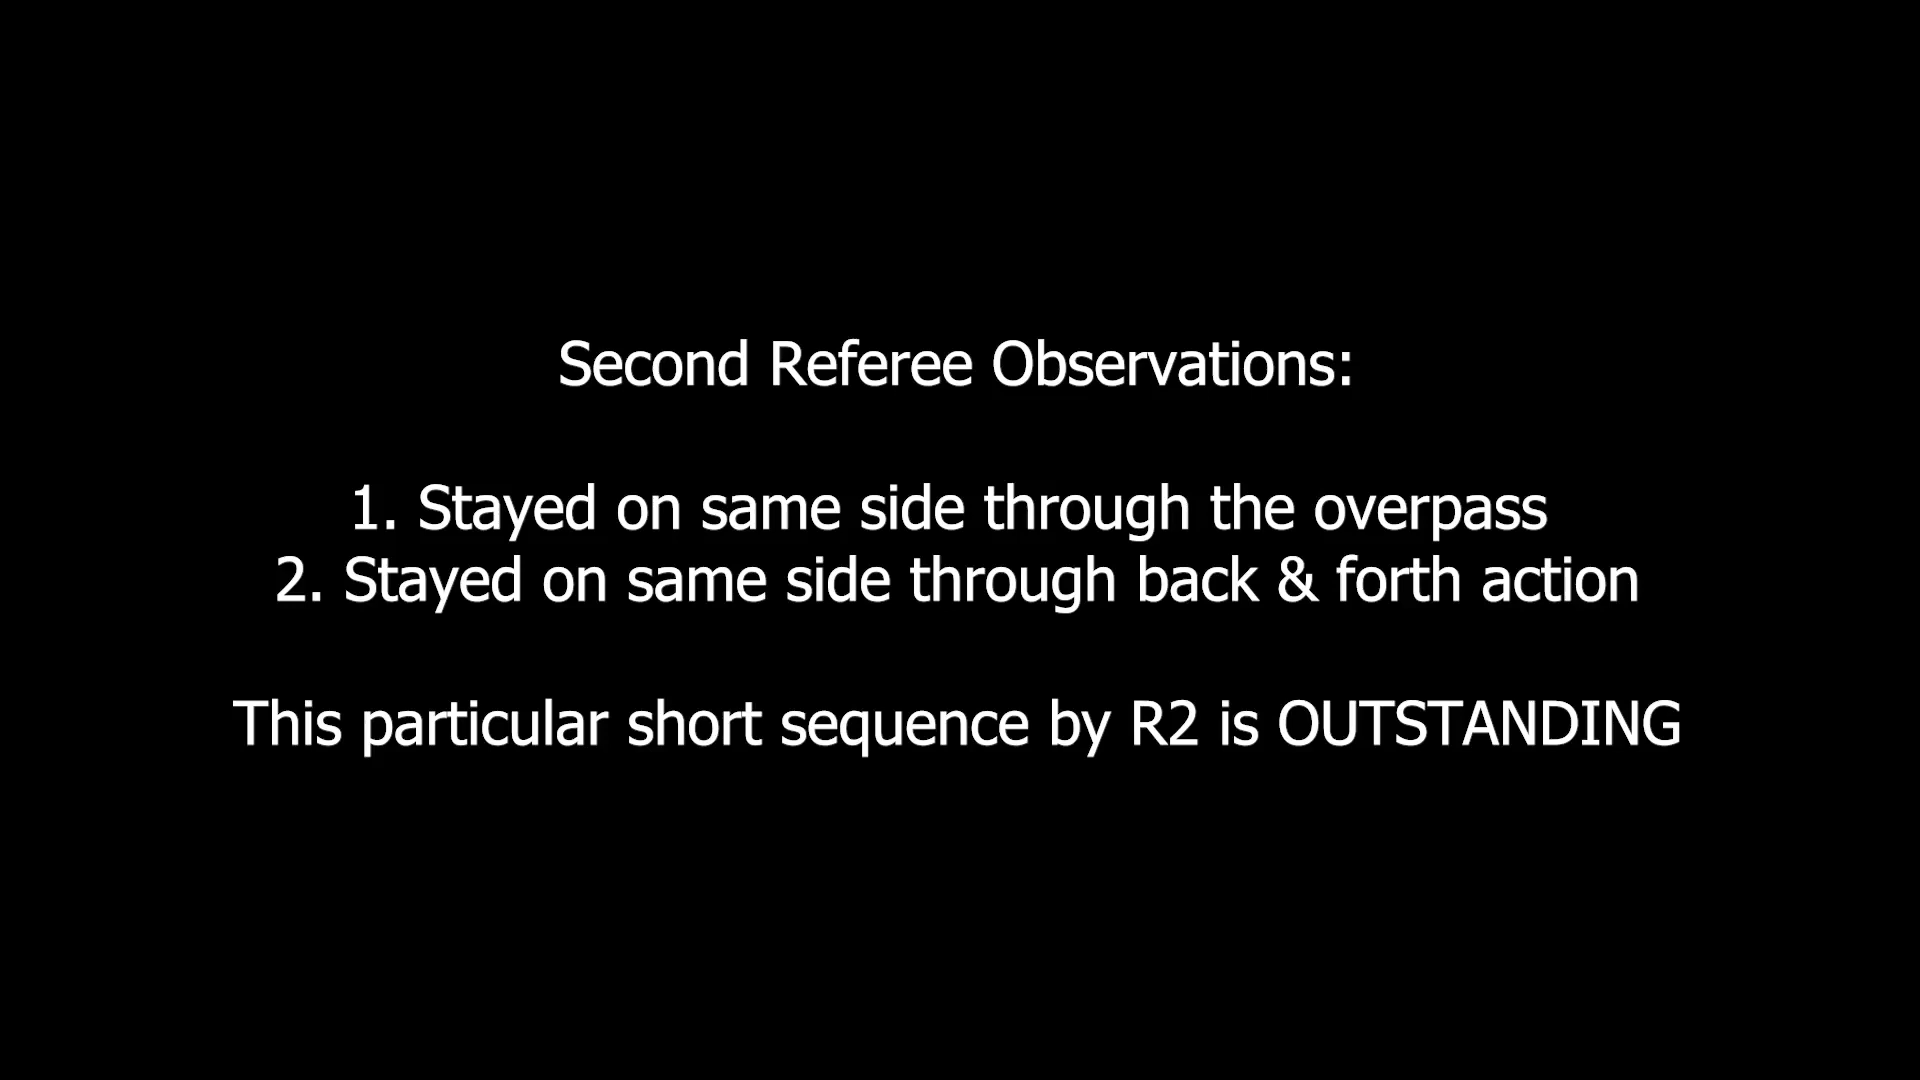 Second Referee Observations:
1. Stayed on same side through the overpass
2. Stayed on same side through back & forth action
This particular short sequence by R2 is OUTSTANDING